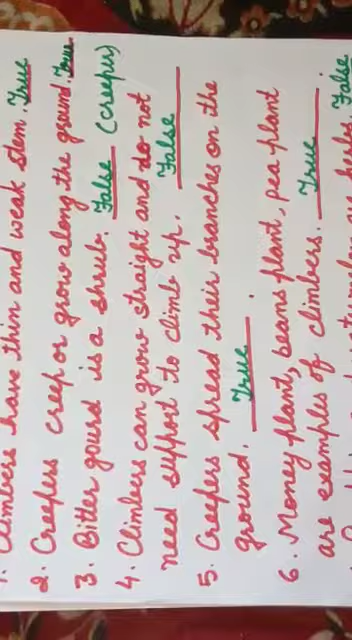 1. Climbers have thin and weak stem. True
2. Creepers creep or grow along the ground True
3. Bitter gourd is a shrub. False (creeper)
4. Climbers can grow straight and do not
need support to climb up. False
5. Creepers spread their branches on the
ground. True.
6. Money plant, beans plant, pea plant
are examples of climbers. True.
are herbs False